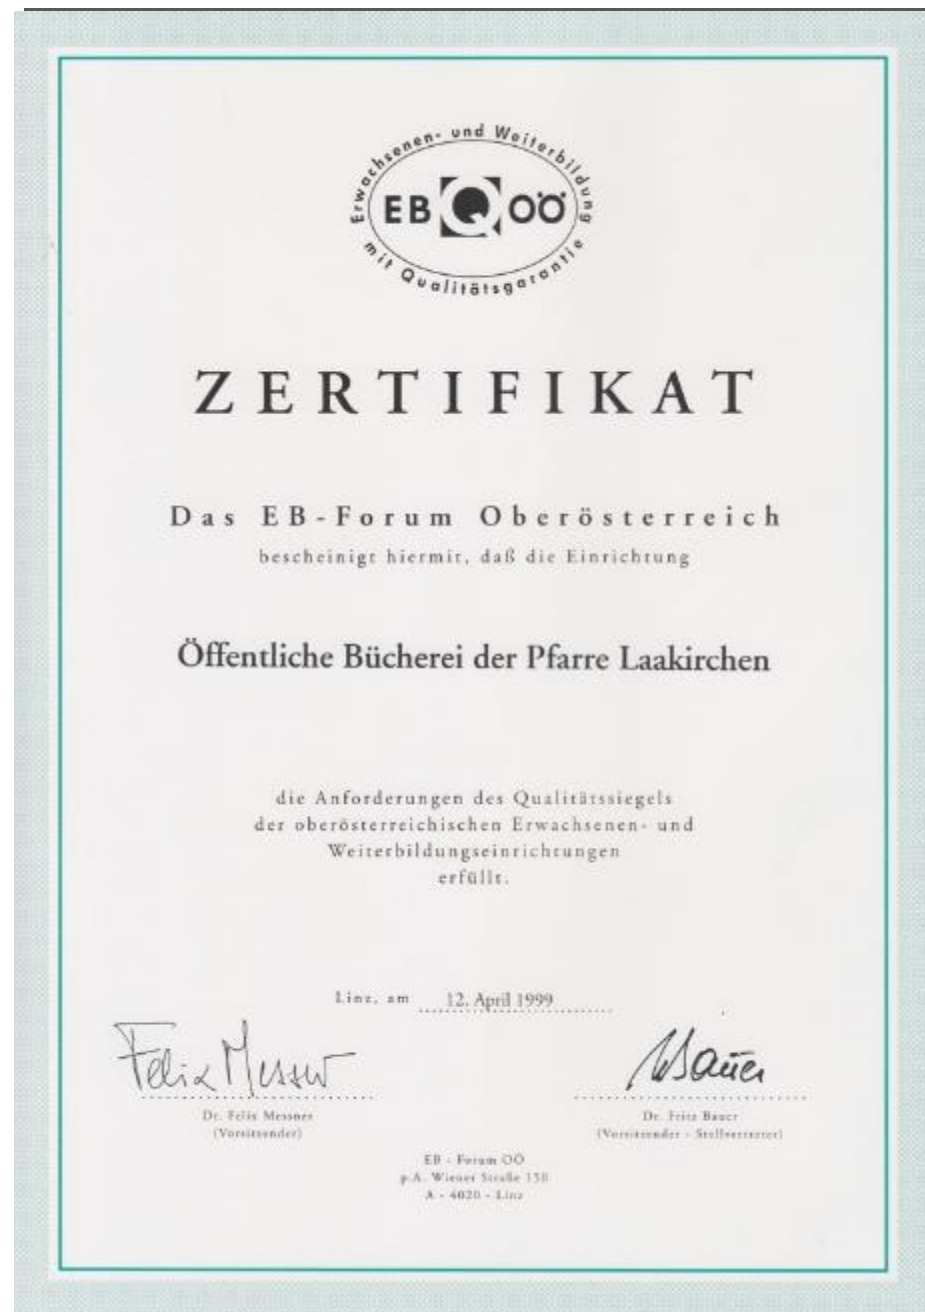 Erwachsenen- und Weiterbildung
EB Q OÖ
mit Qualitätsgarantie
ZERTIFIKAT
Das EB-Forum Oberösterreich
bescheinigt hiermit, daß die Einrichtung
Öffentliche Bücherei der Pfarre Laakirchen
die Anforderungen des Qualitätssiegels
der oberösterreichischen Erwachsenen- und
Weiterbildungseinrichtungen
erfüllt.
Linz, am 12. April 1999
Felix Messner Bauer
Dr. Felix Messner Dr. Fritz Bauer
(Vorsitzender) (Vorsitzender - Stellvertreter)
EB - Forum OÖ
p.A. Wiener Straße 150
A - 4020 - Linz